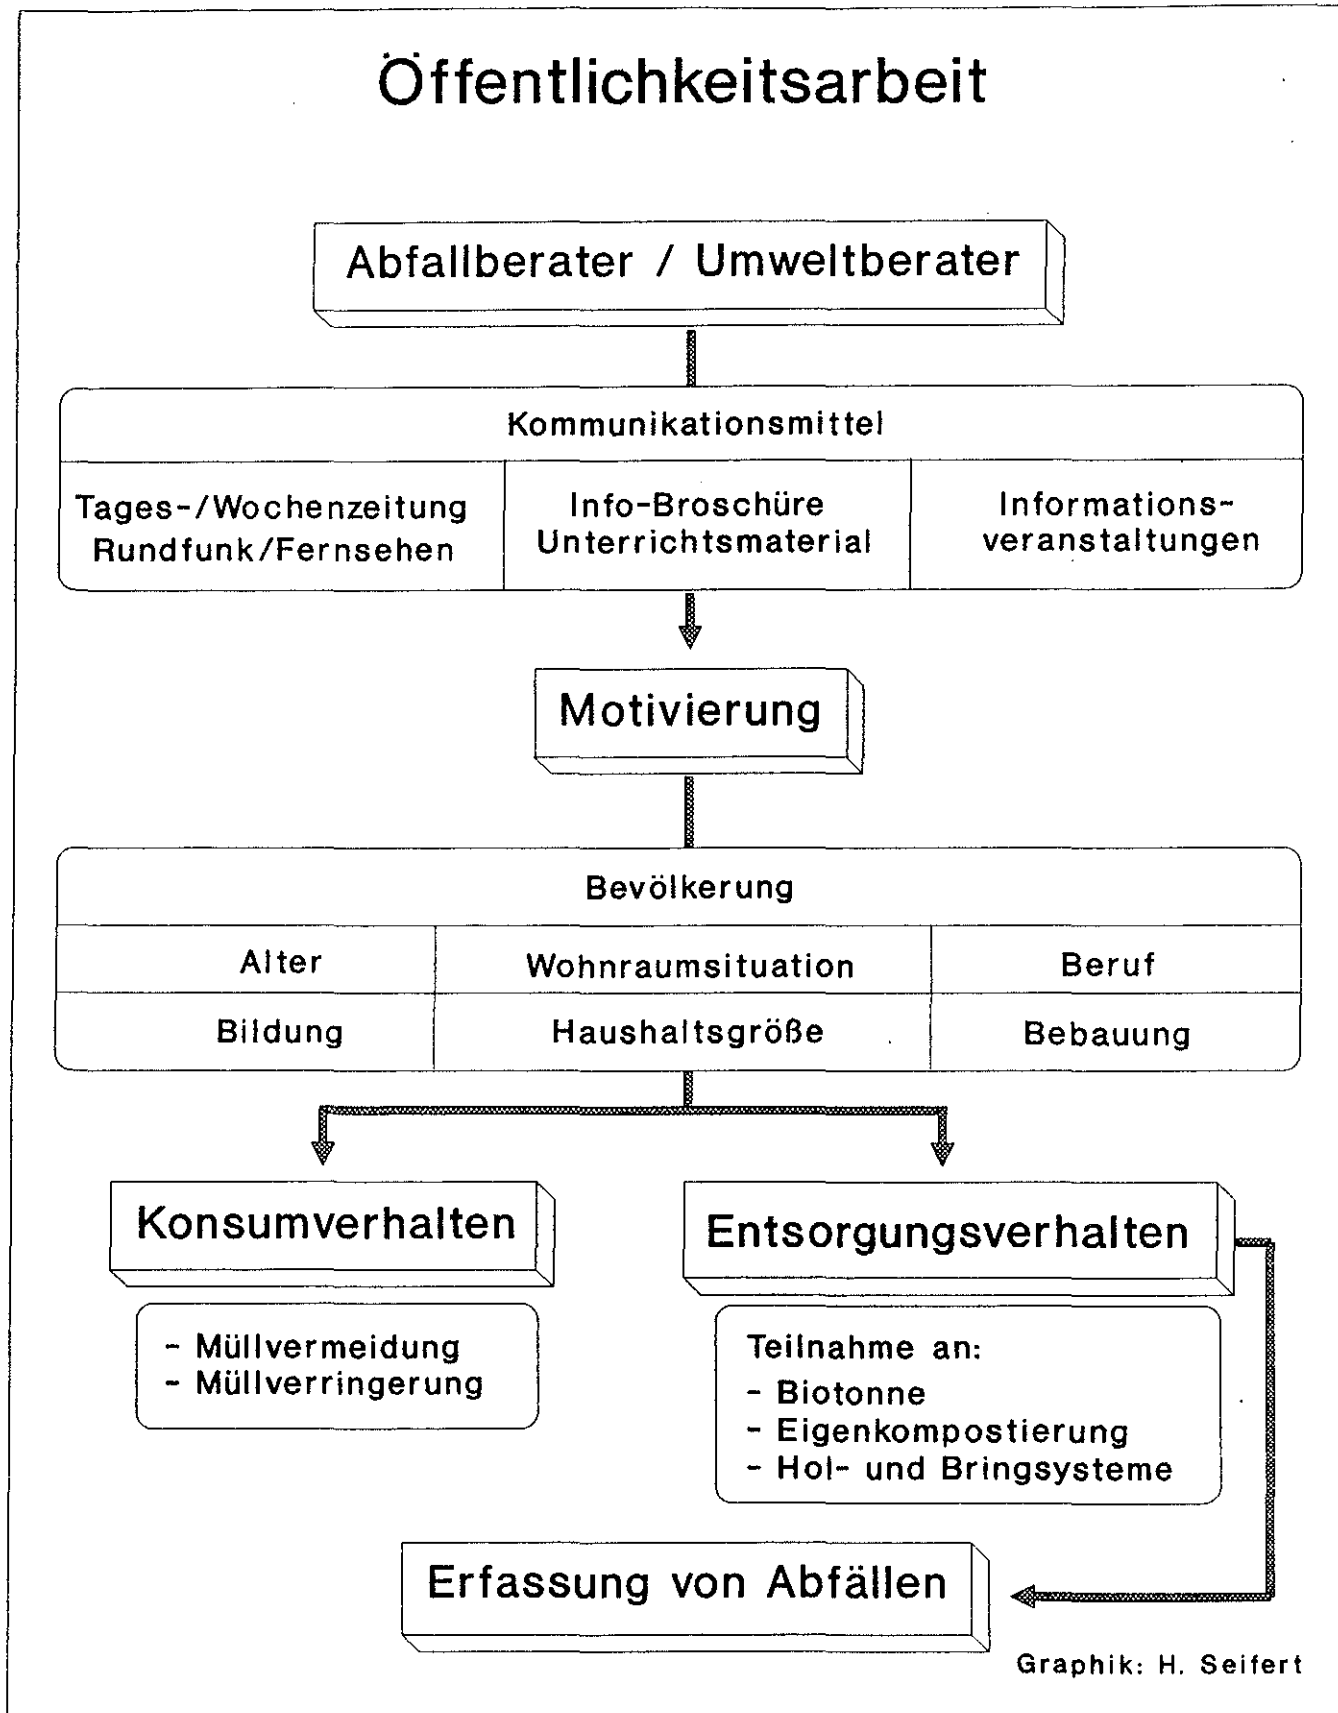 Öffentlichkeitsarbeit
Abfallberater / Umweltberater
Kommunikationsmittel
Tages-/Wochenzeitung
Rundfunk/Fernsehen
Info-Broschüre
Unterrichtsmaterial
Informations-
veranstaltungen
Motivierung
Bevölkerung
Alter
Wohnraumsituation
Beruf
Bildung
Haushaltsgröße
Bebauung
Konsumverhalten
- Müllvermeidung
- Müllverringerung
Entsorgungsverhalten
Teilnahme an:
- Biotonne
- Eigenkompostierung
- Hol- und Bringsysteme
Erfassung von Abfällen
Graphik: H. Seifert